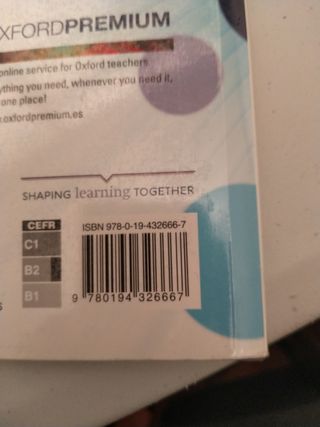 XFORDPREMIUM
online service for Oxford teachers
ything you need, whenever you need it,
one place!
oxfordpremium.es
SHAPING learning TOGETHER
CEFR
C1
B2
B1
ISBN 978-0-19-432666-7
9 780194 326667